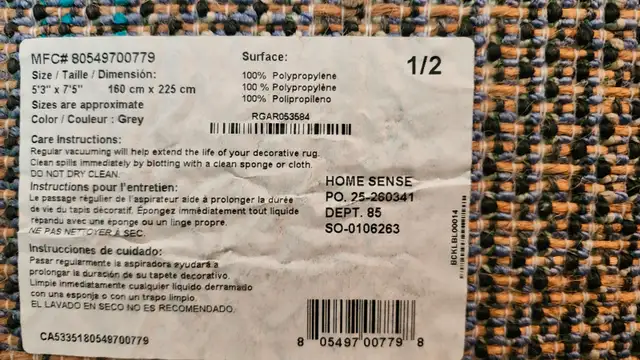 MFC# 80549700779
Size / Taille / Dimensión:
5'3" x 7'5" 160 cm x 225 cm
Sizes are approximate
Color / Couleur : Grey
Surface:
100% Polypropylene
100 % Polypropylène
100% Polipropileno
1/2
RGAR053584
Care Instructions:
Regular vacuuming will help extend the life of your decorative rug.
Clean spills immediately by blotting with a clean sponge or cloth.
DO NOT DRY CLEAN.
Instructions pour l'entretien:
Le passage régulier de l'aspirateur aide à prolonger la durée
de vie du tapis décoratif. Épongez immédiatement tout liquide
répandu avec une éponge ou un linge propre.
NE PAS NETTOYER À SEC.
Instrucciones de cuidado:
Pasar regularmente la aspiradora ayudará a
prolongar la duración de su tapete decorativo.
Limpie inmediatamente cualquier líquido derramado
con una esponja o con un trapo limpio.
EL LAVADO EN SECO NO ES RECOMENDADO.
HOME SENSE
PO. 25-260341
DEPT. 85
SO-0106263
BCKLBL00014
CA5335180549700779
8 05497 00779 8